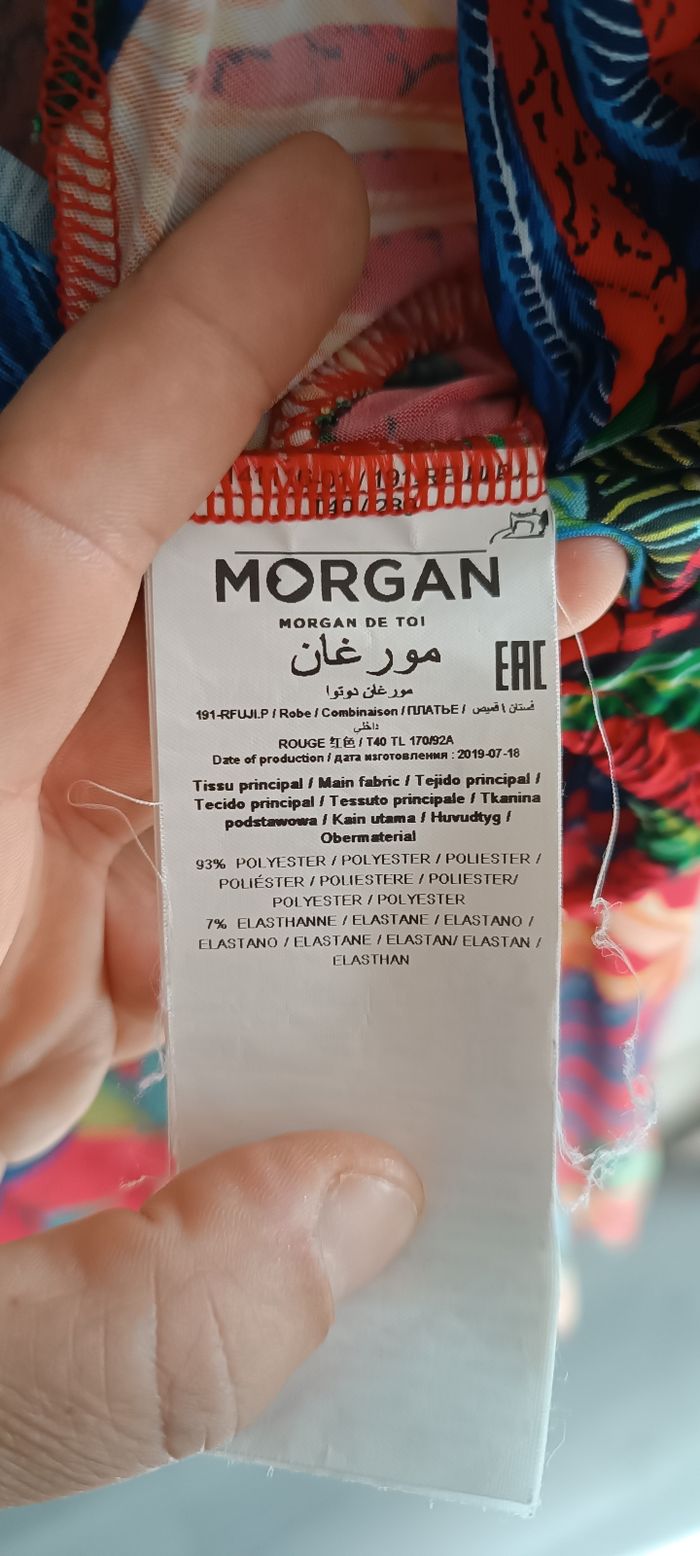 T40 / 280
MORGAN
MORGAN DE TOI
مورغان
EAC
مورغان دوتوا
191-RFUJI.P / Robe / Combinaison / ПЛАТЬЕ / فستان \ قميص
داخلي
ROUGE 红色 / T40 TL 170/92A
Date of production / дата изготовления : 2019-07-18
Tissu principal / Main fabric / Tejido principal /
Tecido principal / Tessuto principale / Tkanina
podstawowa / Kain utama / Huvudtyg /
Obermaterial
93% POLYESTER / POLYESTER / POLIESTER /
POLIÉSTER / POLIESTERE / POLIESTER/
POLYESTER / POLYESTER
7% ELASTHANNE / ELASTANE / ELASTANO /
ELASTANO / ELASTANE / ELASTAN/ ELASTAN /
ELASTHAN